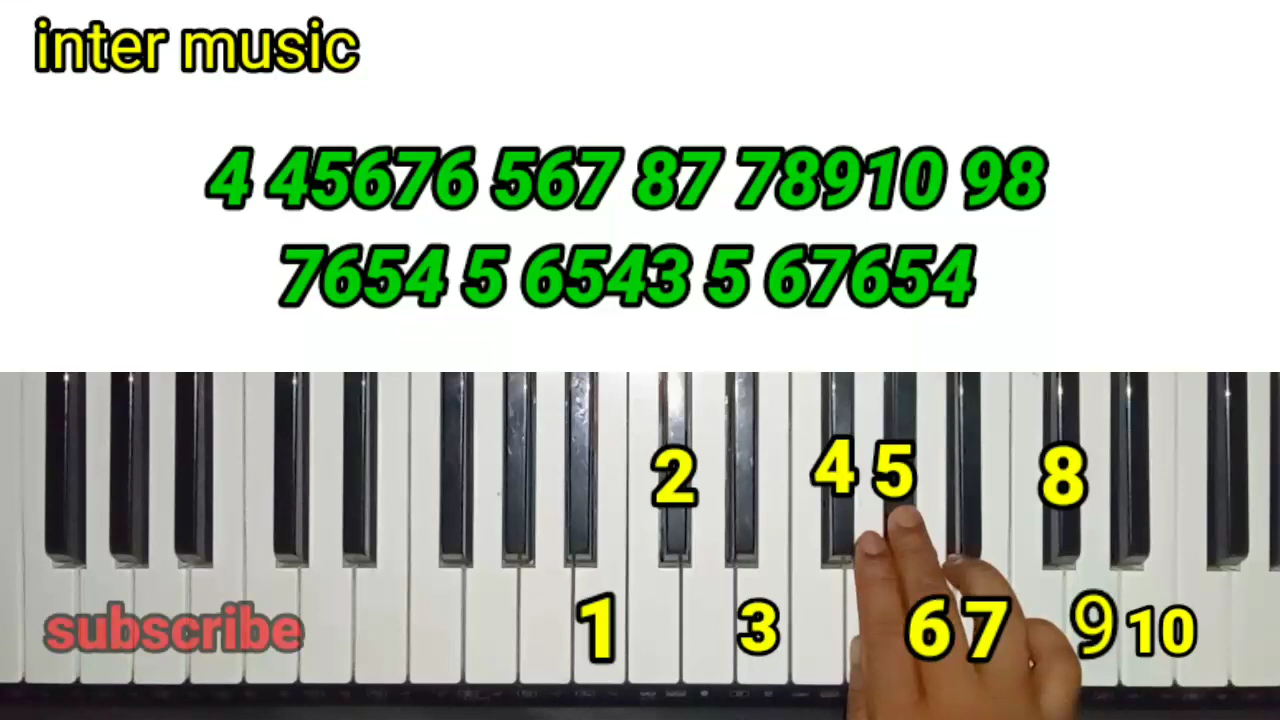 inter music
4 45676 567 87 78910 98
7654 5 6543 5 67654
2 4 5 8
1 3 6 7 9 10
subscribe